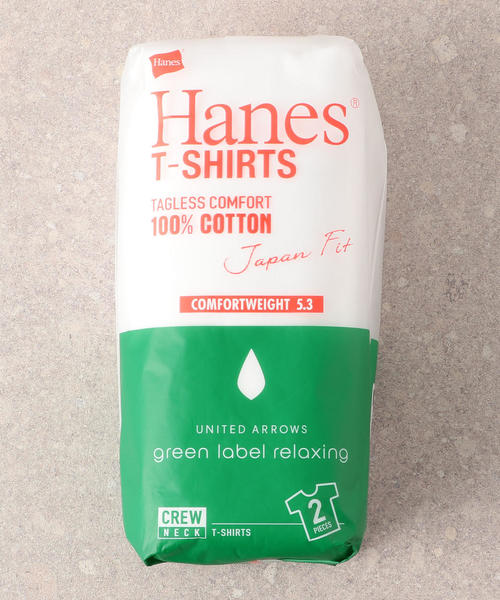 Hanes
Hanes®
T-SHIRTS
TAGLESS COMFORT
100% COTTON
Japan Fit
COMFORTWEIGHT 5.3
UNITED ARROWS
green label relaxing
CREW
NECK
T-SHIRTS
2
PIECES